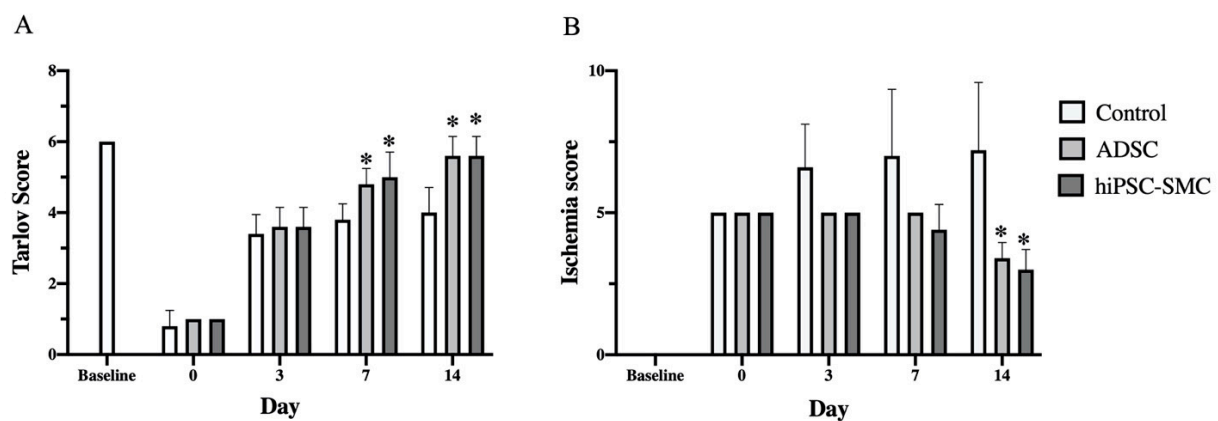 A
Tarlov Score
8
6
4
2
0
* * * *
Baseline 0 3 7 14
Day
B
Ischemia score
10
5
0
* *
Baseline 0 3 7 14
Day
Control
ADSC
hiPSC-SMC